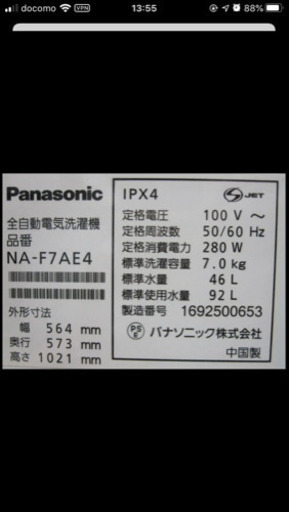 docomo VPN 13:55 88%
Panasonic
全自動電気洗濯機
品番
NA-F7AE4
外形寸法
幅 564 mm
奥行 573 mm
高さ 1021 mm
IPX4
S JET
定格電圧 100 V ～
定格周波数 50/60 Hz
定格消費電力 280 W
標準洗濯容量 7.0 kg
標準水量 46 L
標準使用水量 92 L
製造番号 1692500653
PSE パナソニック株式会社
中国製